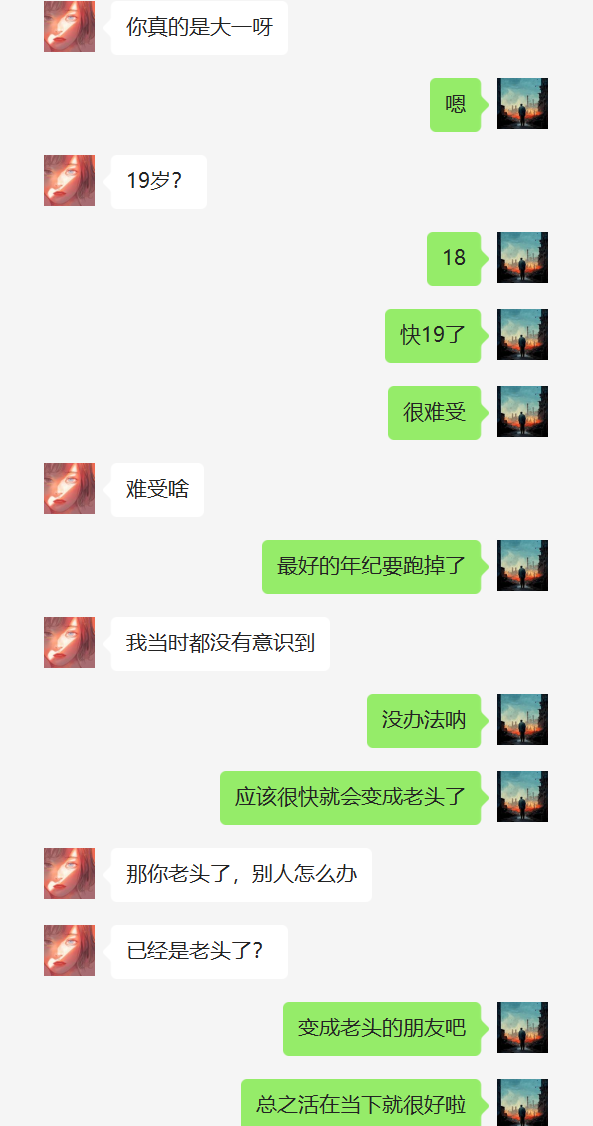 你真的是大一呀
嗯
19岁？
18
快19了
很难受
难受啥
最好的年纪要跑掉了
我当时都没有意识到
没办法呐
应该很快就会变成老头了
那你老头了，别人怎么办
已经是老头了？
变成老头的朋友吧
总之活在当下就很好啦